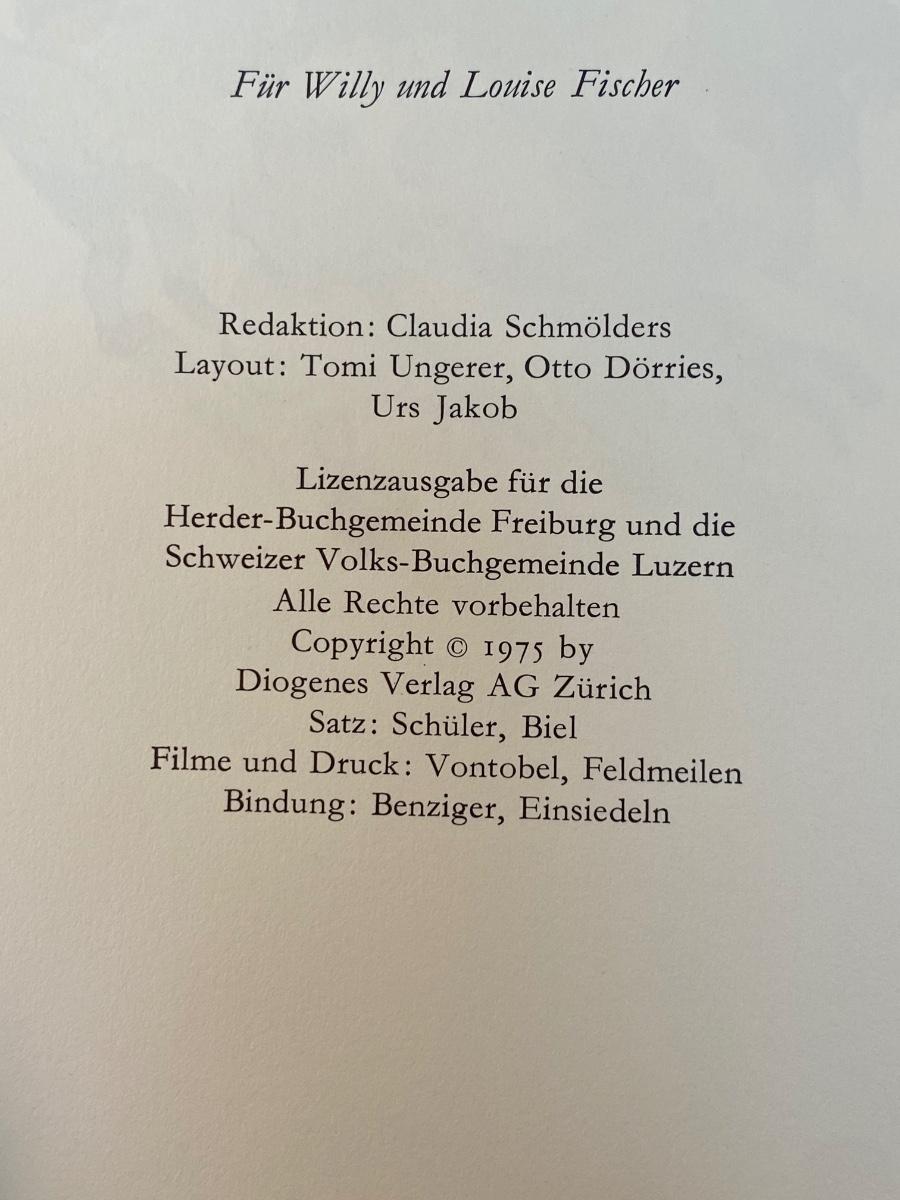 Für Willy und Louise Fischer
Redaktion: Claudia Schmölders
Layout: Tomi Ungerer, Otto Dörries,
Urs Jakob
Lizenzausgabe für die
Herder-Buchgemeinde Freiburg und die
Schweizer Volks-Buchgemeinde Luzern
Alle Rechte vorbehalten
Copyright © 1975 by
Diogenes Verlag AG Zürich
Satz: Schüler, Biel
Filme und Druck: Vontobel, Feldmeilen
Bindung: Benziger, Einsiedeln